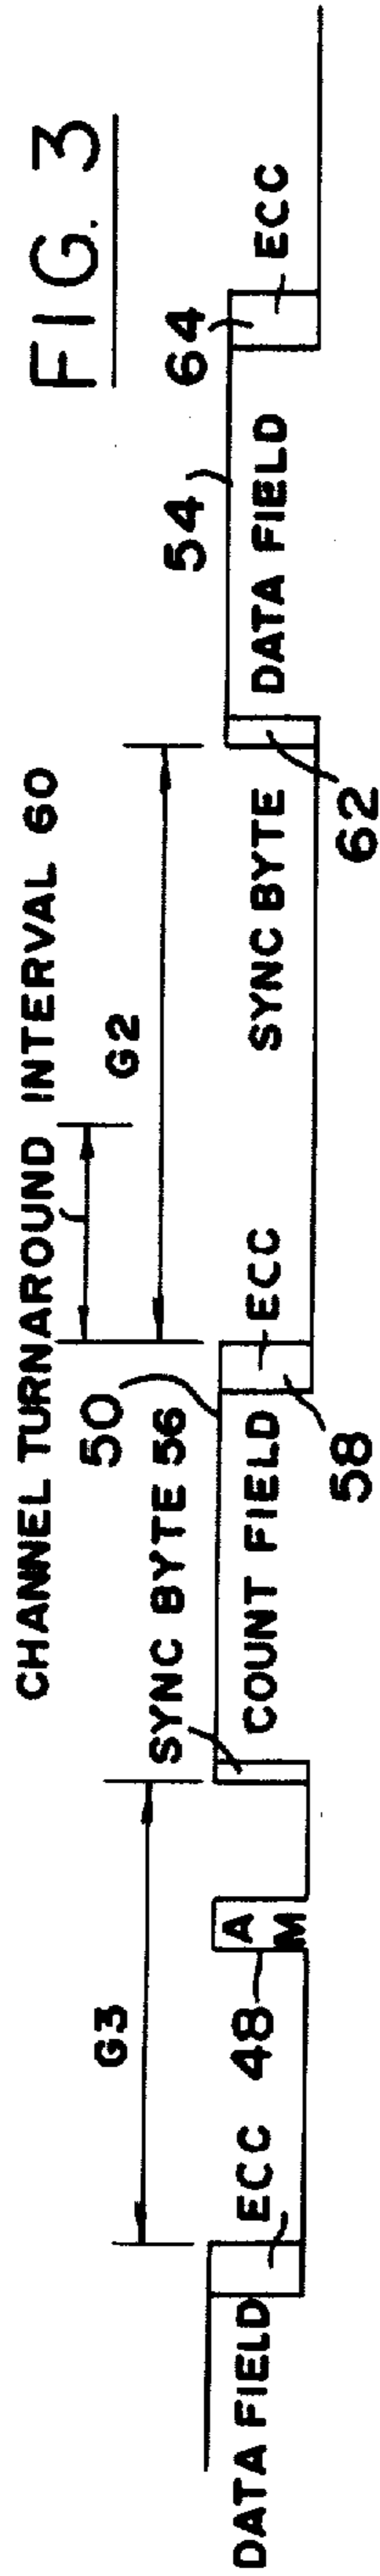 FIG. 3
CHANNEL TURNAROUND INTERVAL 60
G3
G2
SYNC BYTE 56
50
54
64
DATA FIELD
ECC
48
AM
COUNT FIELD
ECC
SYNC BYTE
DATA FIELD
ECC
58
62